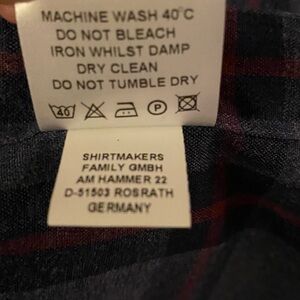 MACHINE WASH 40°C
DO NOT BLEACH
IRON WHILST DAMP
DRY CLEAN
DO NOT TUMBLE DRY
40 P
SHIRTMAKERS
FAMILY GMBH
AM HAMMER 22
D-51503 ROSRATH
GERMANY